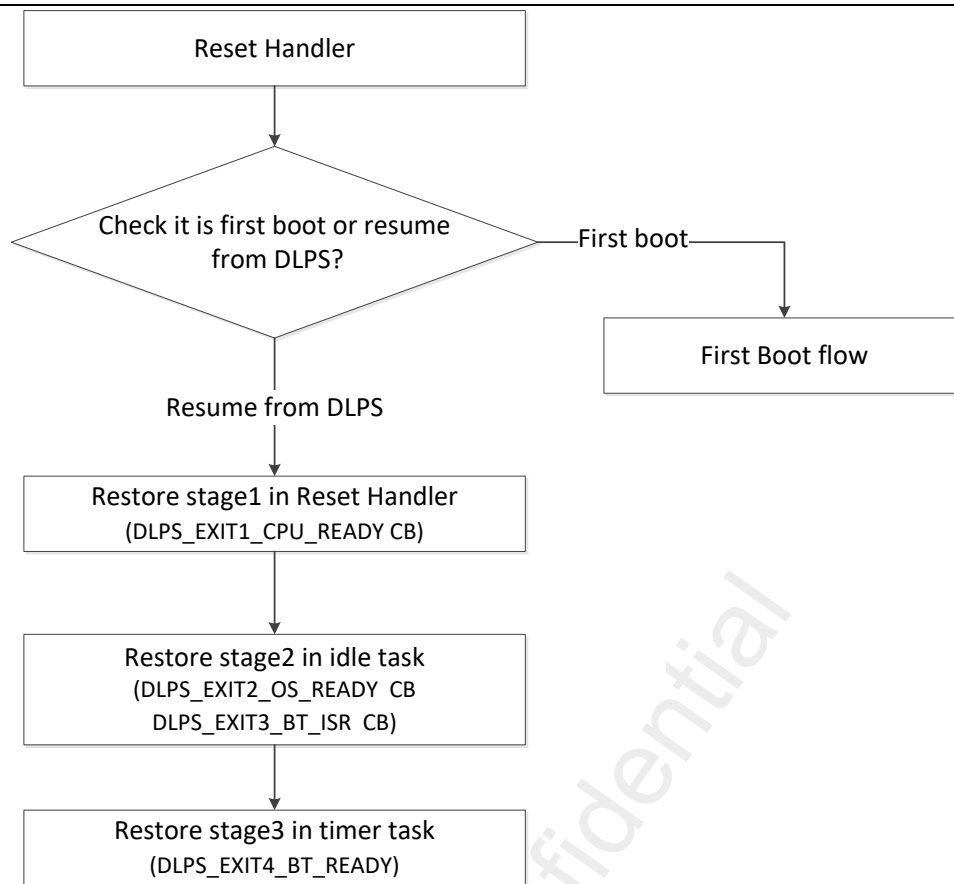 Reset Handler
Check it is first boot or resume
from DLPS?
First boot
First Boot flow
Resume from DLPS
Restore stage1 in Reset Handler
(DLPS_EXIT1_CPU_READY CB)
Restore stage2 in idle task
(DLPS_EXIT2_OS_READY CB
DLPS_EXIT3_BT_ISR CB)
Restore stage3 in timer task
(DLPS_EXIT4_BT_READY)
fidential